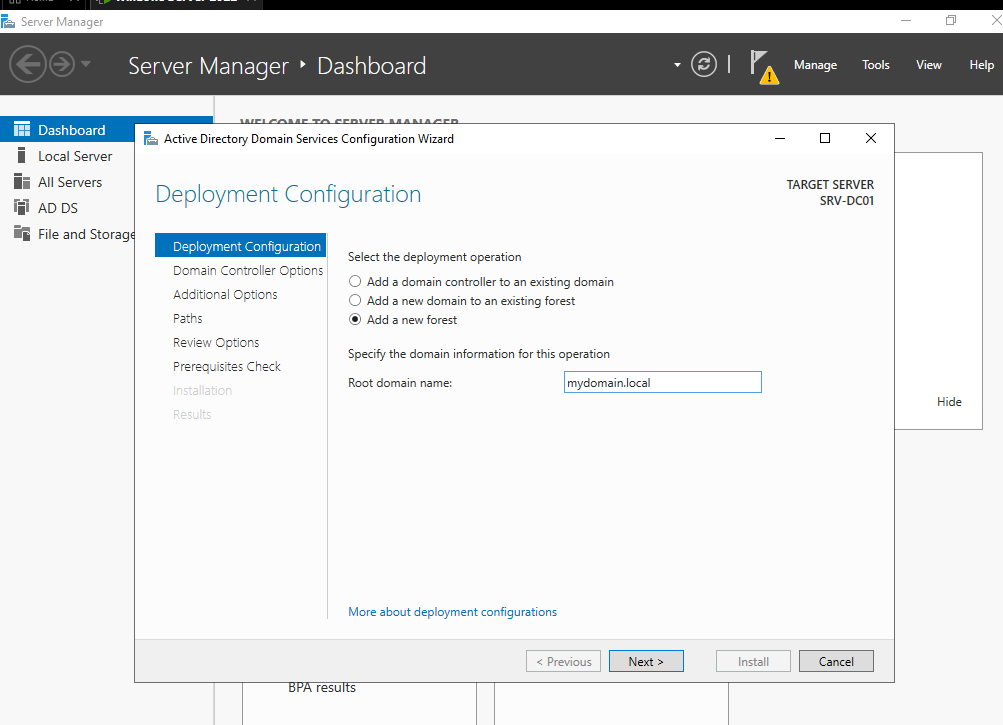 Server Manager
Server Manager • Dashboard
Manage Tools View Help
Dashboard
Local Server
All Servers
AD DS
File and Storage
WELCOME TO SERVER MANAGER
Active Directory Domain Services Configuration Wizard
Deployment Configuration
TARGET SERVER
SRV-DC01
Deployment Configuration
Domain Controller Options
Additional Options
Paths
Review Options
Prerequisites Check
Installation
Results
Select the deployment operation
Add a domain controller to an existing domain
Add a new domain to an existing forest
Add a new forest
Specify the domain information for this operation
Root domain name: mydomain.local
More about deployment configurations
< Previous Next > Install Cancel
Hide
BPA results